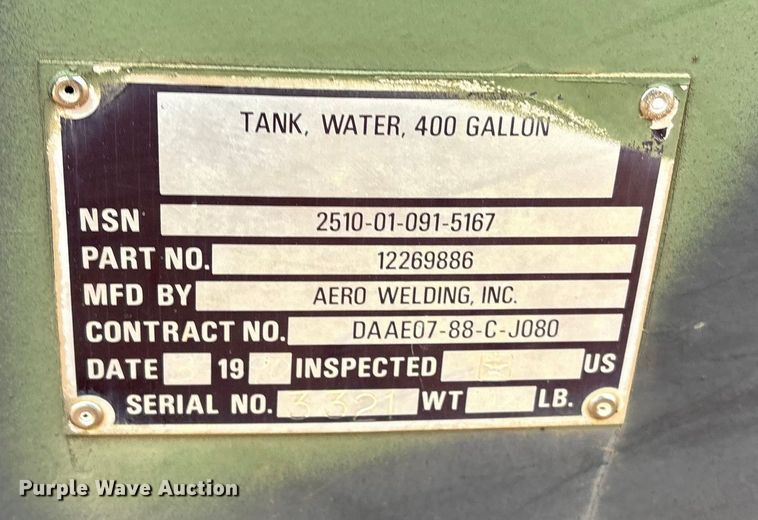 TANK, WATER, 400 GALLON
NSN 2510-01-091-5167
PART NO. 12269886
MFD BY AERO WELDING, INC.
CONTRACT NO. DAAE07-88-C-J080
DATE 19 INSPECTED US
SERIAL NO. 3321 WT LB.
Purple Wave Auction